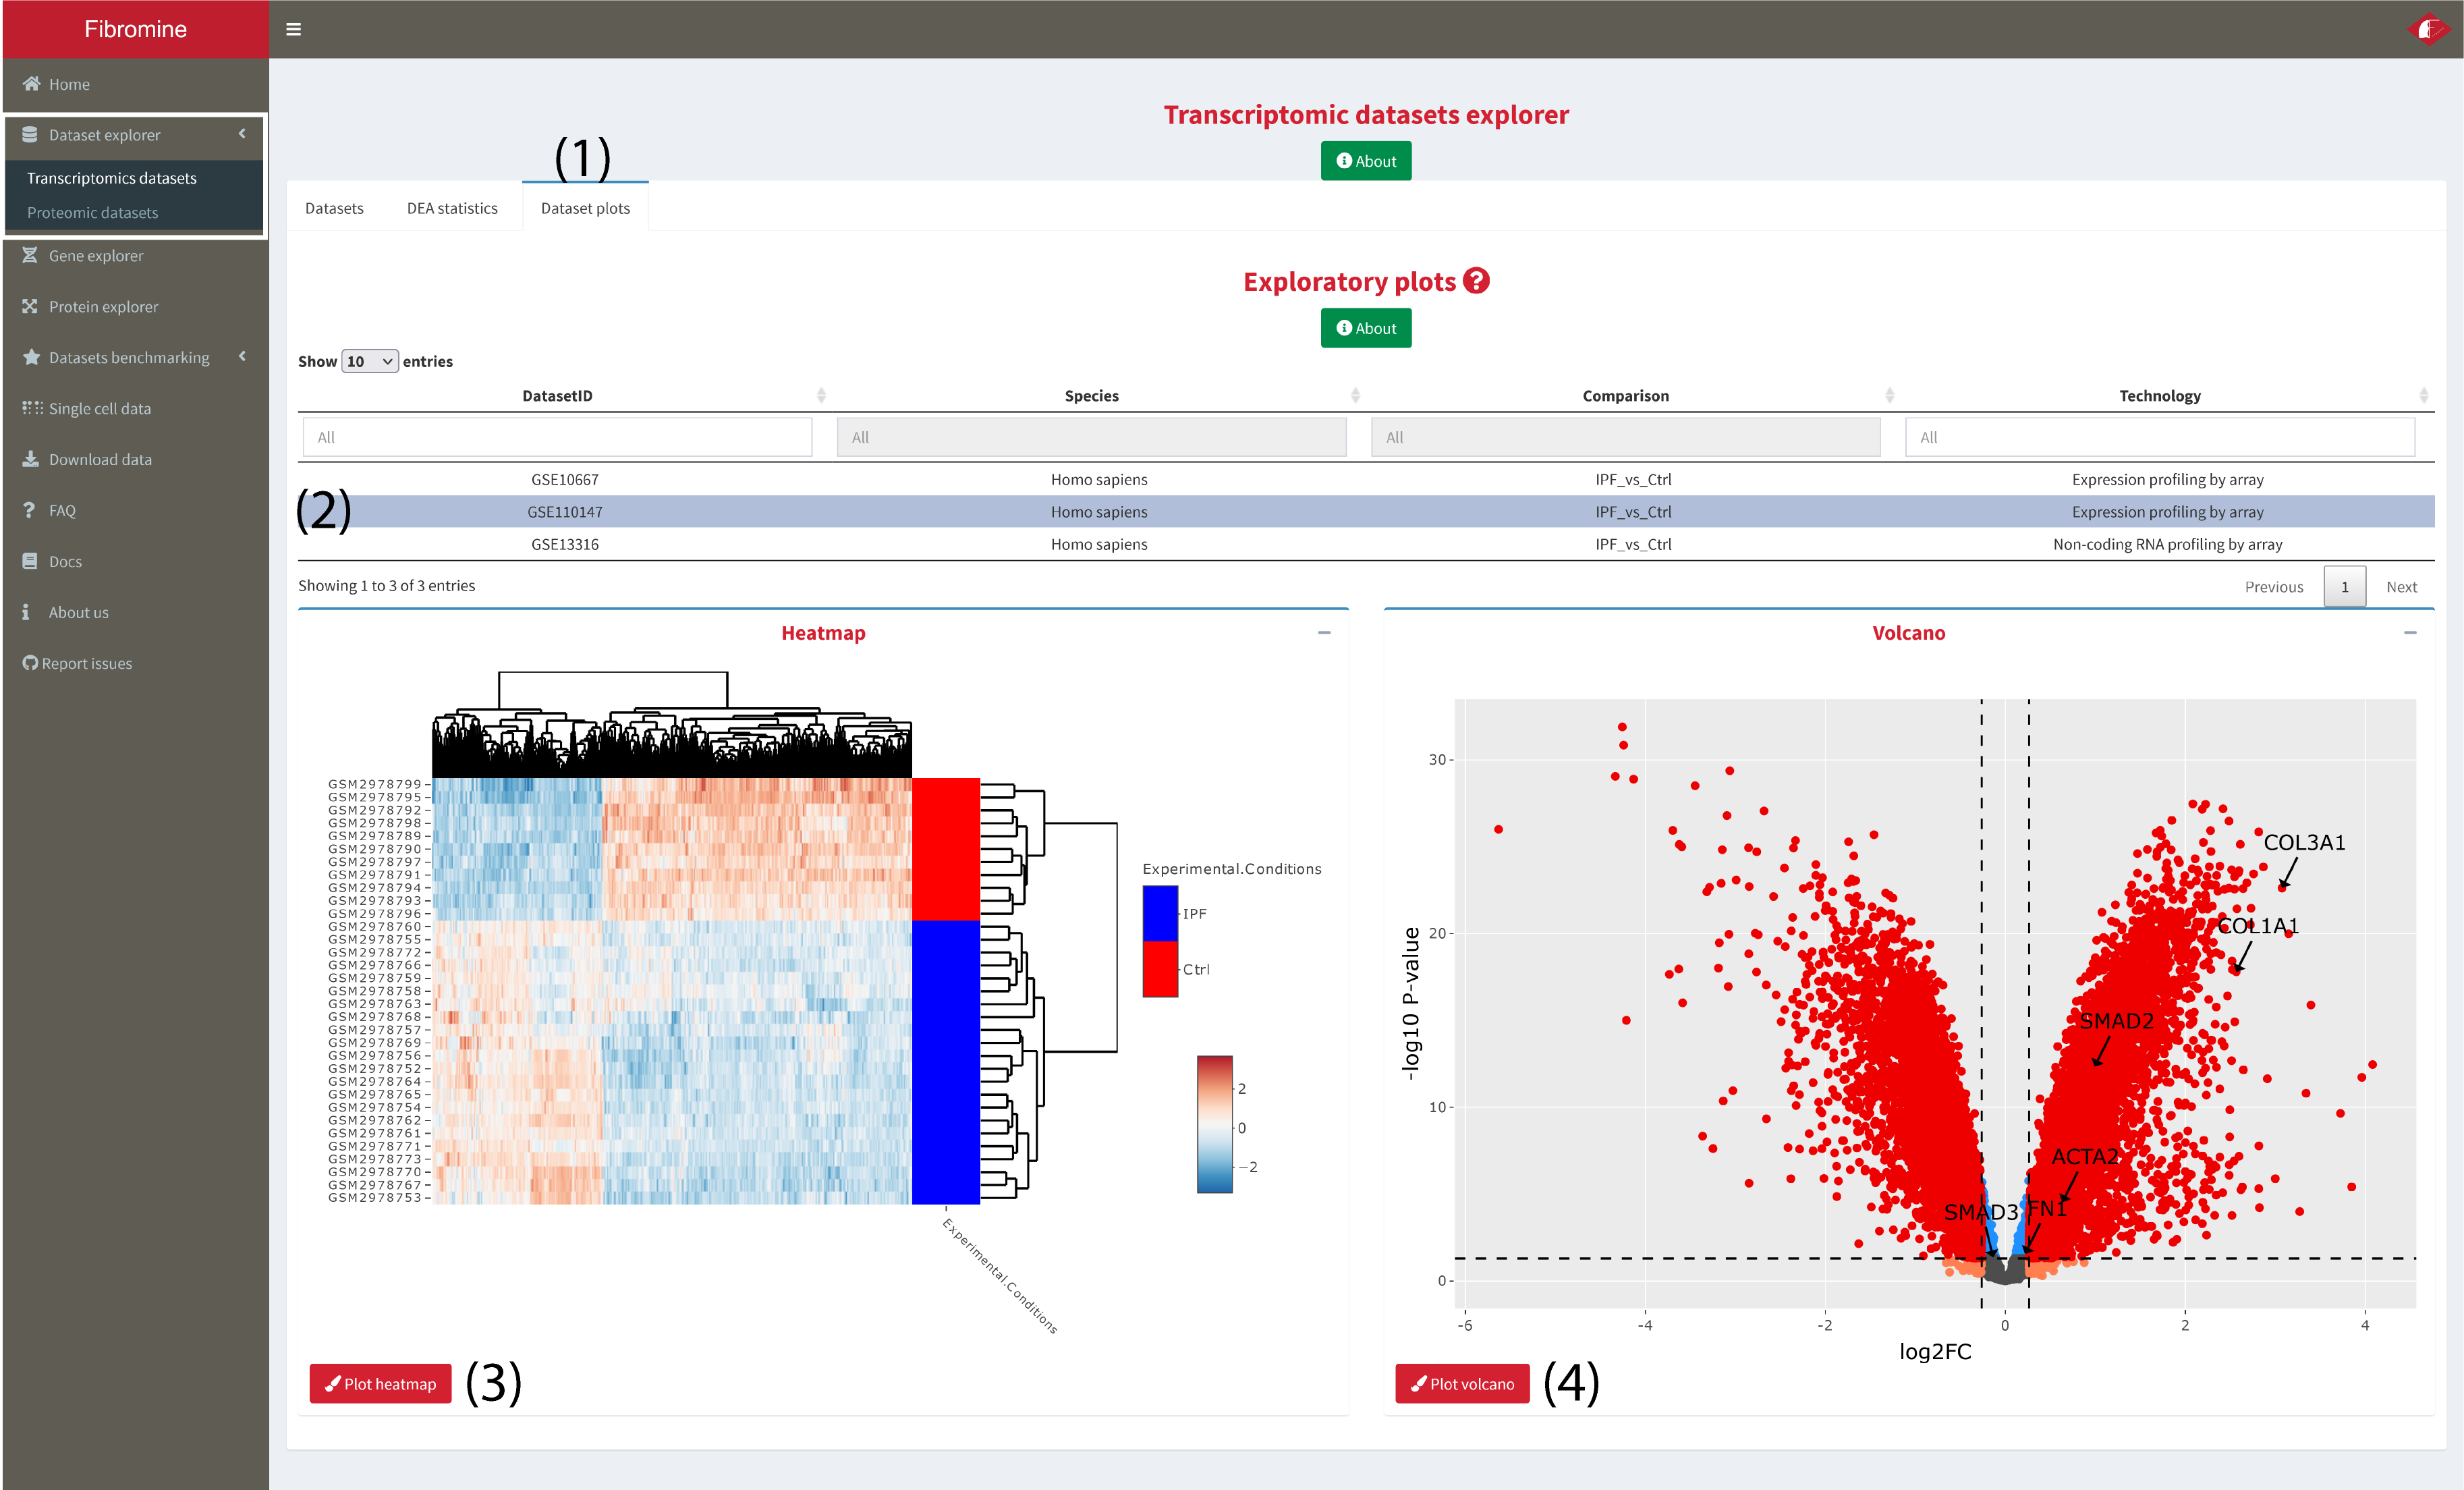 Fibromine
Home
Dataset explorer
Transcriptomics datasets
Proteomic datasets
Gene explorer
Protein explorer
Datasets benchmarking
Single cell data
Download data
FAQ
Docs
About us
Report issues
Transcriptomic datasets explorer
About
(1)
Datasets DEA statistics Dataset plots
Exploratory plots ?
About
Show 10 entries
DatasetID Species Comparison Technology
All All All All
GSE10667 Homo sapiens IPF_vs_Ctrl Expression profiling by array
(2) GSE110147 Homo sapiens IPF_vs_Ctrl Expression profiling by array
GSE13316 Homo sapiens IPF_vs_Ctrl Non-coding RNA profiling by array
Showing 1 to 3 of 3 entries
Previous 1 Next
Heatmap
GSM2978799
GSM2978795
GSM2978792
GSM2978798
GSM2978789
GSM2978790
GSM2978797
GSM2978791
GSM2978794
GSM2978793
GSM2978796
GSM2978760
GSM2978755
GSM2978772
GSM2978766
GSM2978759
GSM2978758
GSM2978763
GSM2978768
GSM2978757
GSM2978769
GSM2978756
GSM2978752
GSM2978764
GSM2978765
GSM2978754
GSM2978762
GSM2978761
GSM2978771
GSM2978773
GSM2978770
GSM2978767
GSM2978753
Experimental.Conditions
Experimental.Conditions
IPF
Ctrl
2
0
−2
Plot heatmap (3)
Volcano
30
20
10
0
-log10 P-value
COL3A1
COL1A1
SMAD2
ACTA2
SMAD3 FN1
-6 -4 -2 0 2 4
log2FC
Plot volcano (4)